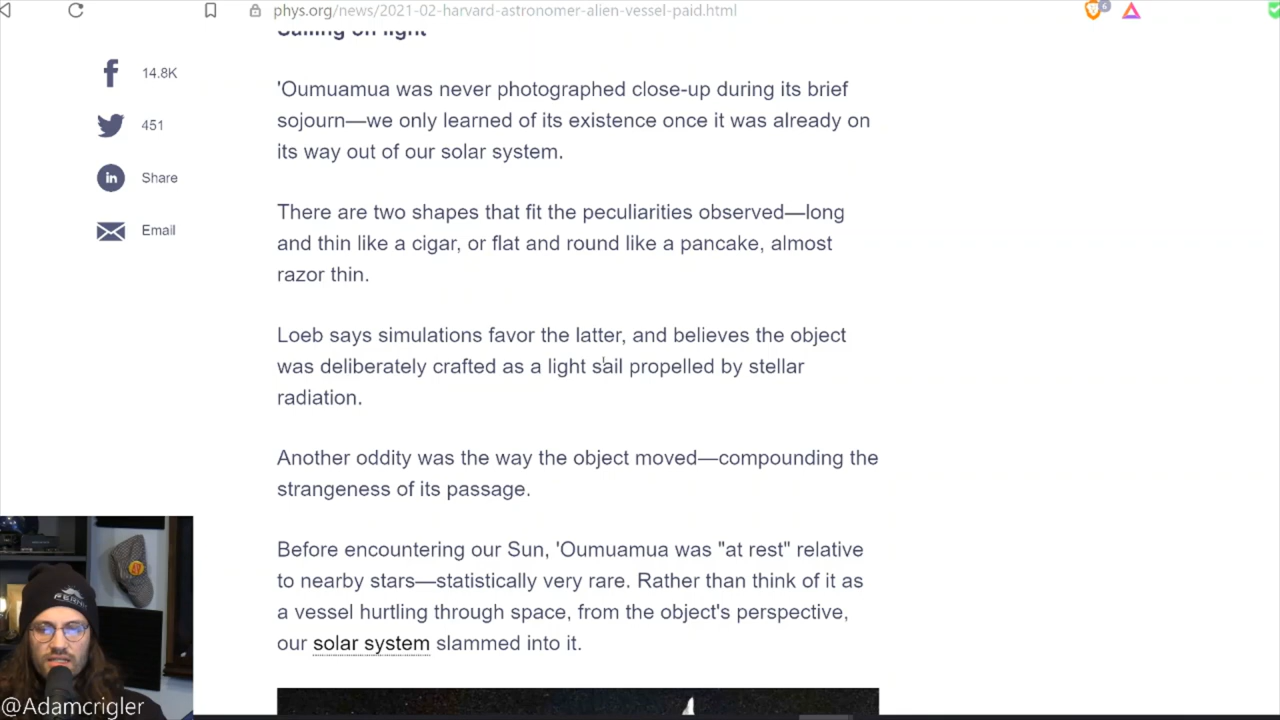 phys.org/news/2021-02-harvard-astronomer-alien-vessel-paid.html
6
Sailing on light
14.8K
451
in Share
Email
'Oumuamua was never photographed close-up during its brief
sojourn—we only learned of its existence once it was already on
its way out of our solar system.
There are two shapes that fit the peculiarities observed—long
and thin like a cigar, or flat and round like a pancake, almost
razor thin.
Loeb says simulations favor the latter, and believes the object
was deliberately crafted as a light sail propelled by stellar
radiation.
Another oddity was the way the object moved—compounding the
strangeness of its passage.
Before encountering our Sun, 'Oumuamua was "at rest" relative
to nearby stars—statistically very rare. Rather than think of it as
a vessel hurtling through space, from the object's perspective,
our solar system slammed into it.
@Adamcrigler